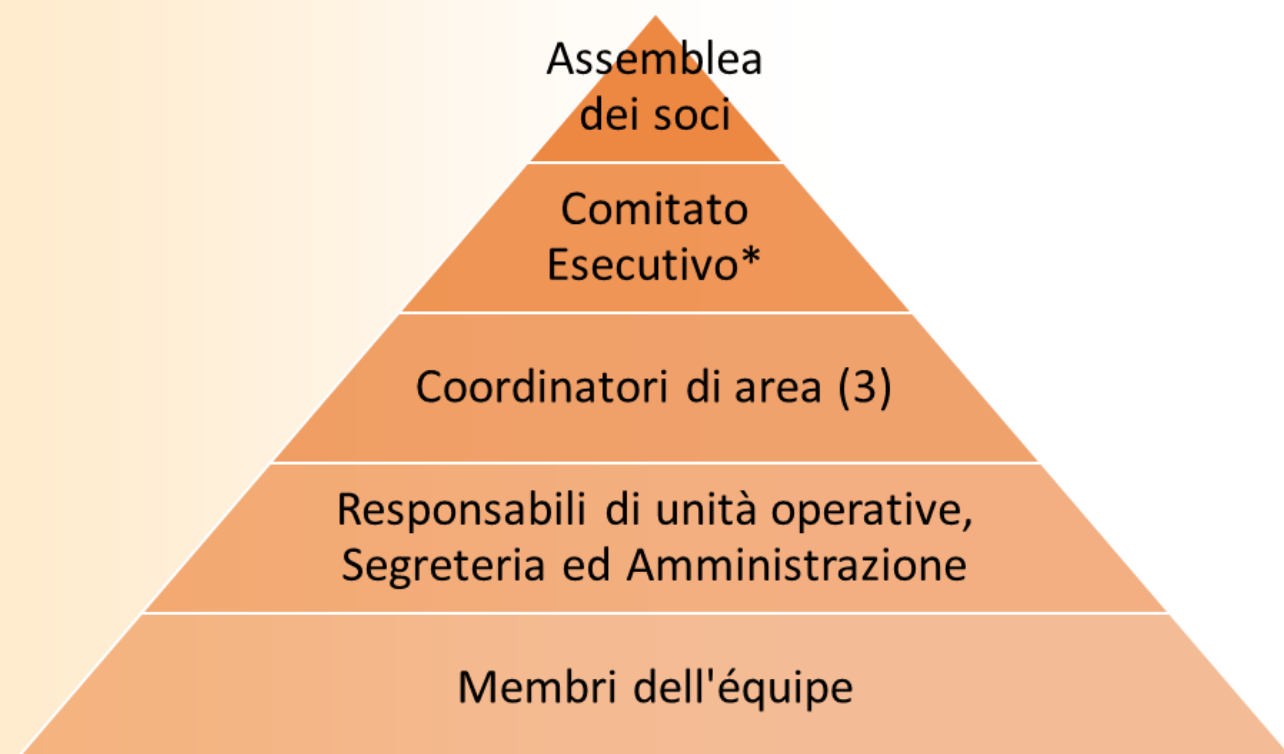 Assemblea
dei soci
Comitato
Esecutivo*
Coordinatori di area (3)
Responsabili di unità operative,
Segreteria ed Amministrazione
Membri dell'équipe